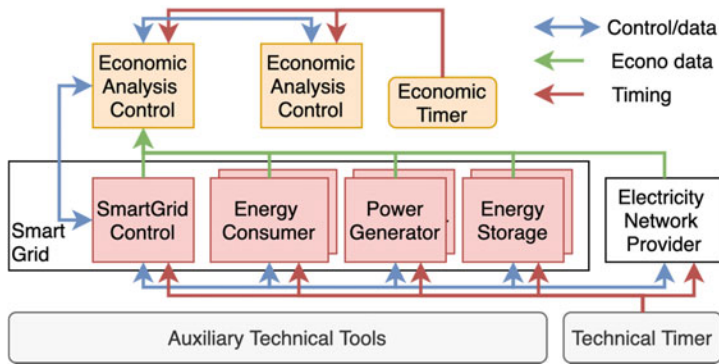 Economic
Analysis
Control
Economic
Analysis
Control
Economic
Timer
Control/data
Econo data
Timing
Smart
Grid
SmartGrid
Control
Energy
Consumer
Power
Generator
Energy
Storage
Electricity
Network
Provider
Auxiliary Technical Tools
Technical Timer